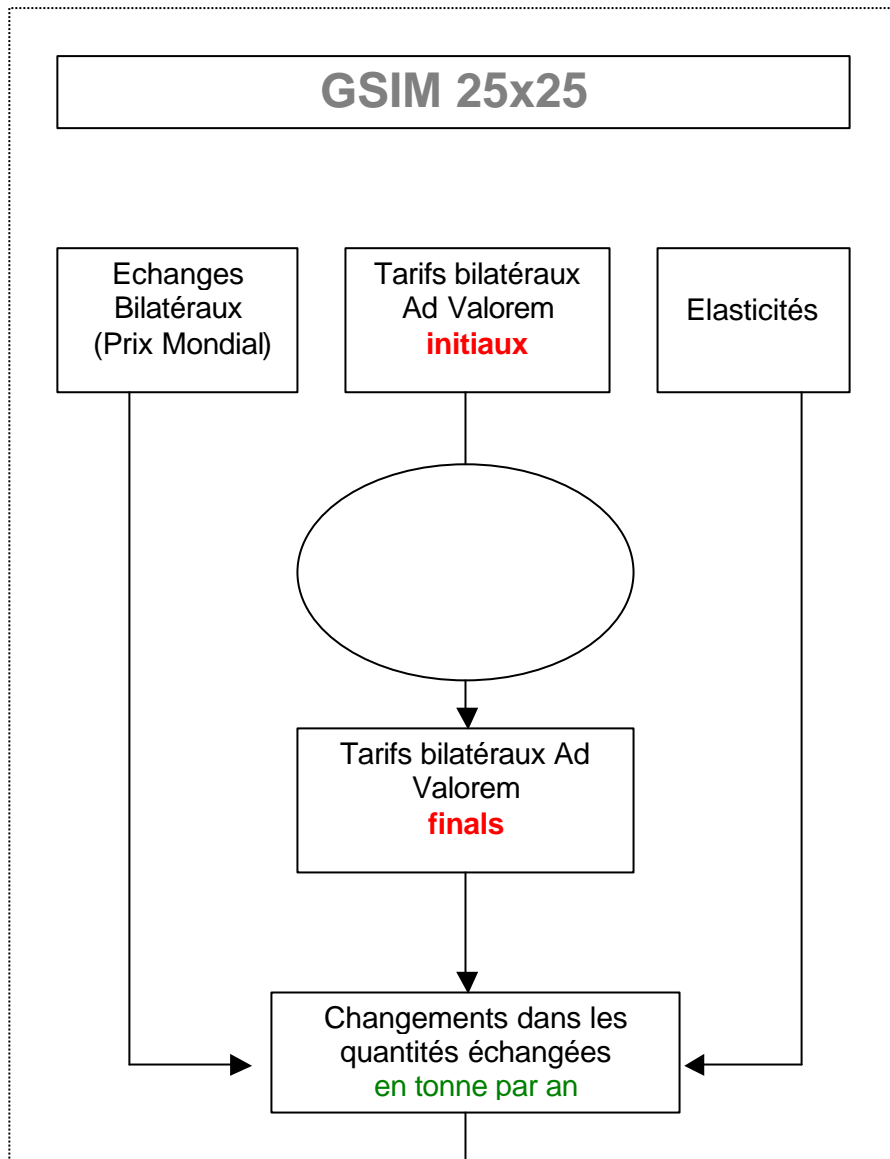 GSIM 25x25
Echanges
Bilatéraux
(Prix Mondial)
Tarifs bilatéraux
Ad Valorem
initiaux
Elasticités
Tarifs bilatéraux Ad
Valorem
finals
Changements dans les
quantités échangées
en tonne par an